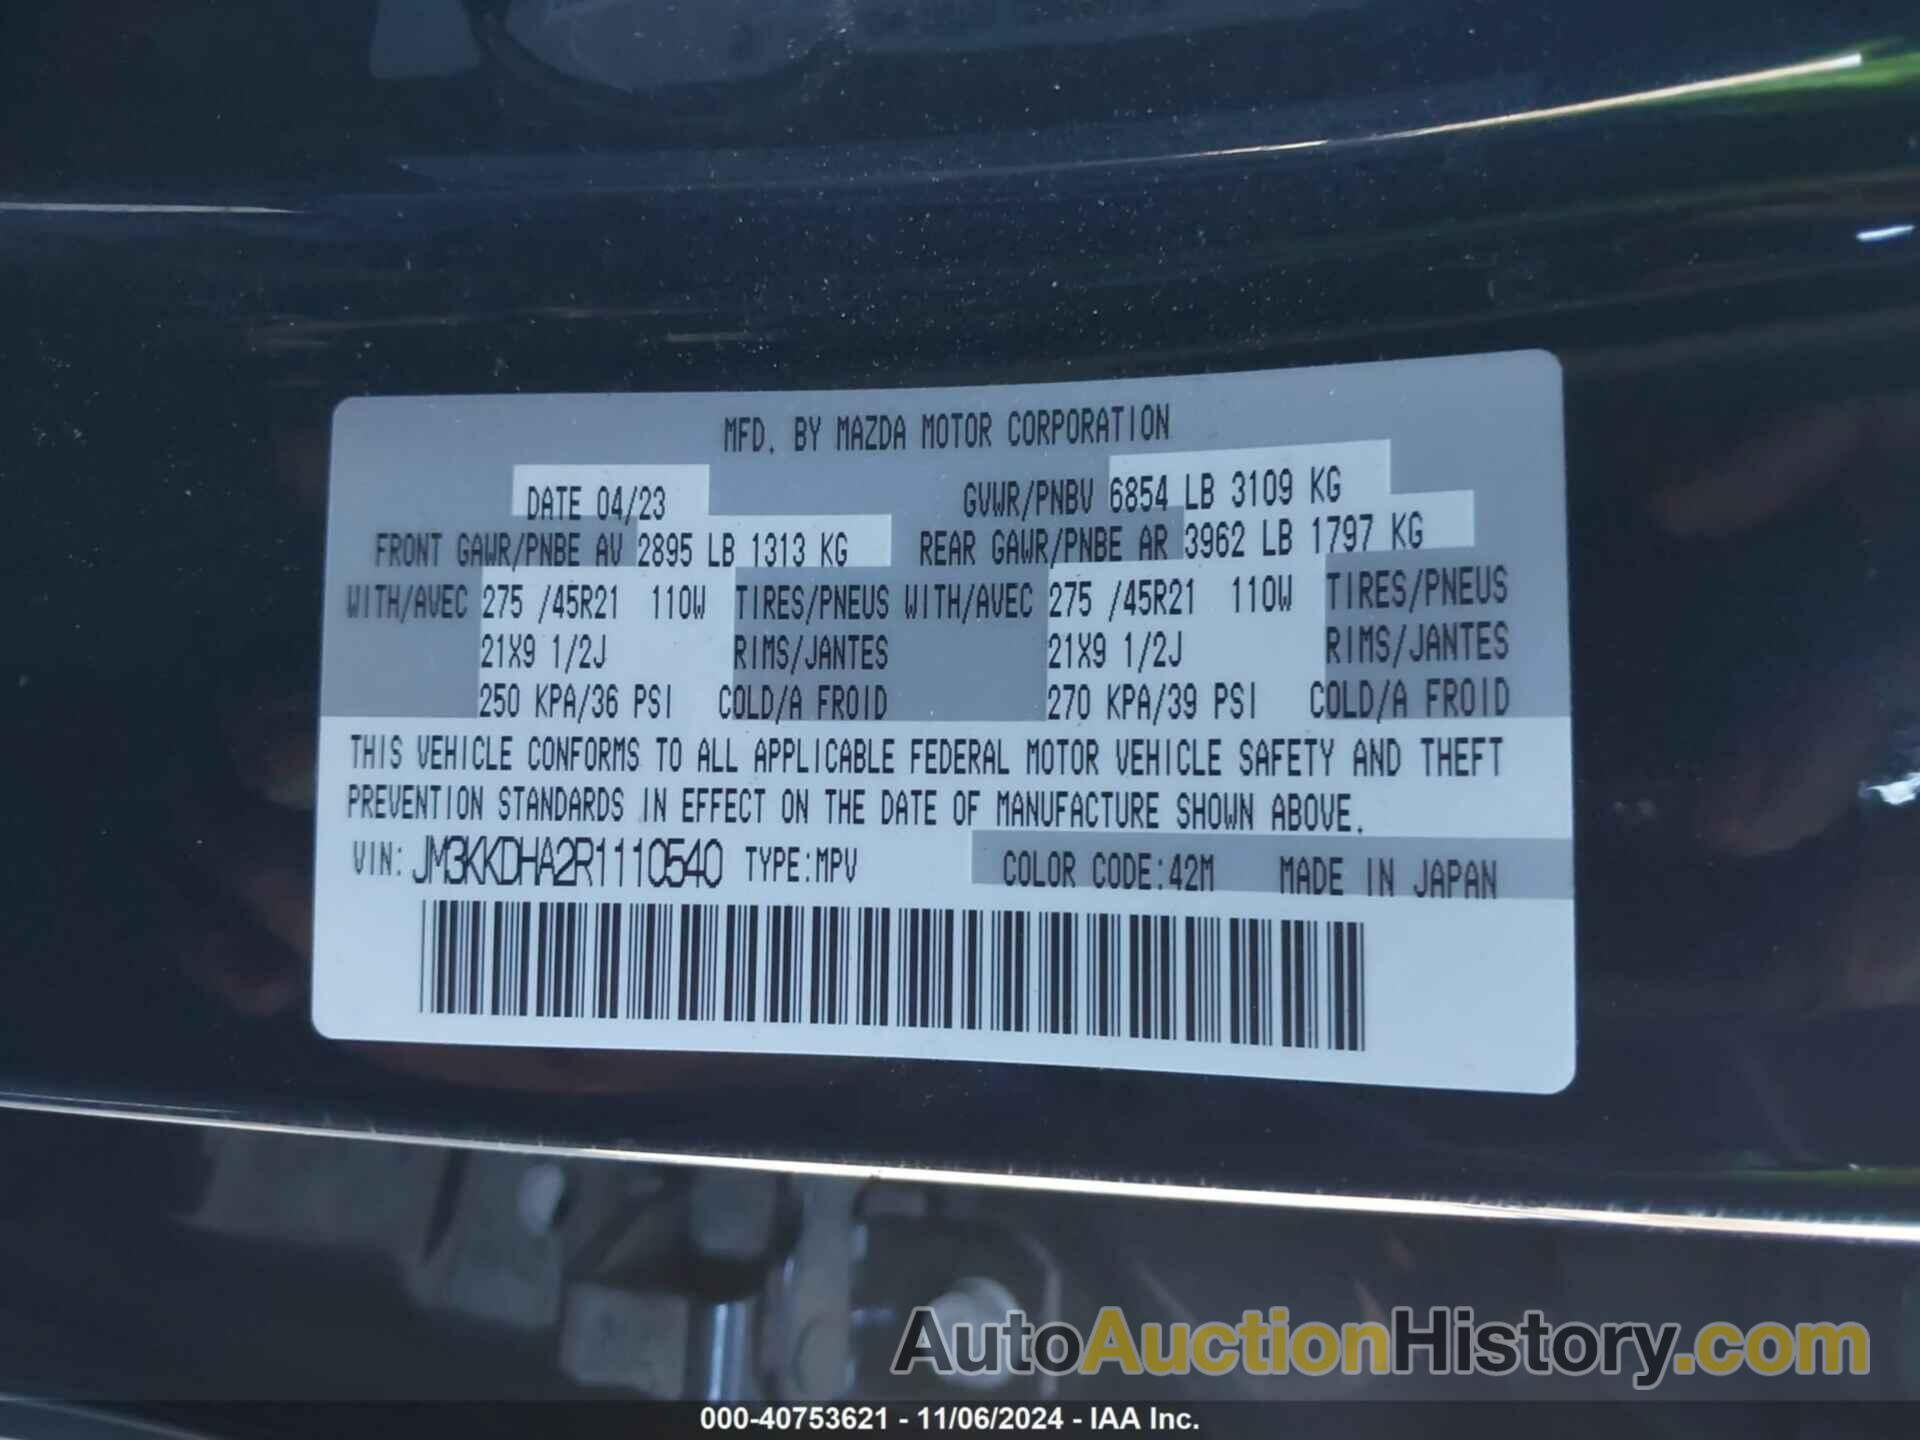 MFD. BY MAZDA MOTOR CORPORATION
DATE 04/23 GVWR/PNBV 6854 LB 3109 KG
FRONT GAWR/PNBE AV 2895 LB 1313 KG REAR GAWR/PNBE AR 3962 LB 1797 KG
WITH/AVEC 275 /45R21 110W TIRES/PNEUS WITH/AVEC 275 /45R21 110W TIRES/PNEUS
21X9 1/2J RIMS/JANTES 21X9 1/2J RIMS/JANTES
250 KPA/36 PSI COLD/A FROID 270 KPA/39 PSI COLD/A FROID
THIS VEHICLE CONFORMS TO ALL APPLICABLE FEDERAL MOTOR VEHICLE SAFETY AND THEFT
PREVENTION STANDARDS IN EFFECT ON THE DATE OF MANUFACTURE SHOWN ABOVE.
VIN: JM3KKDHA2R1110540 TYPE:MPV COLOR CODE:42M MADE IN JAPAN
AutoAuctionHistory.com
000-40753621 - 11/06/2024 - IAA Inc.